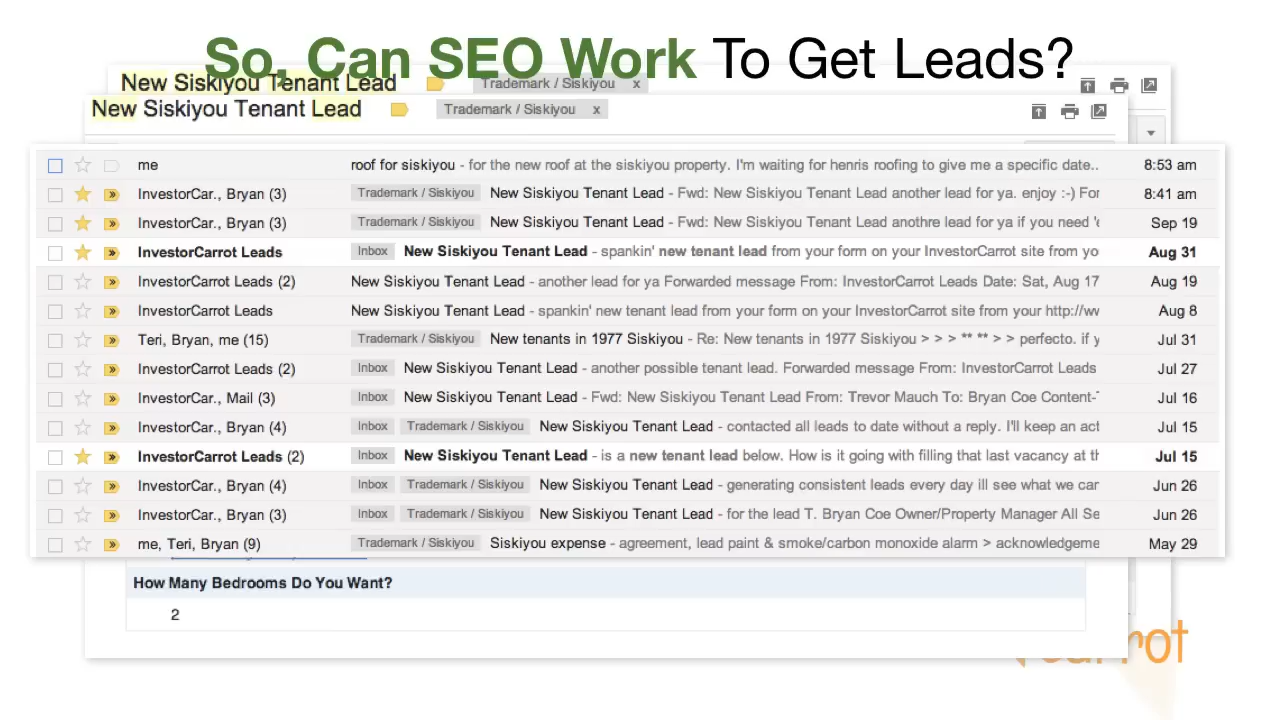 So, Can SEO Work To Get Leads?
New Siskiyou Tenant Lead Trademark / Siskiyou x
New Siskiyou Tenant Lead Trademark / Siskiyou x
me roof for siskiyou - for the new roof at the siskiyou property. I'm waiting for henris roofing to give me a specific date.. 8:53 am
InvestorCar., Bryan (3) Trademark / Siskiyou New Siskiyou Tenant Lead - Fwd: New Siskiyou Tenant Lead another lead for ya. enjoy :-) For 8:41 am
InvestorCar., Bryan (3) Trademark / Siskiyou New Siskiyou Tenant Lead - Fwd: New Siskiyou Tenant Lead anothre lead for ya if you need 'e Sep 19
InvestorCarrot Leads Inbox New Siskiyou Tenant Lead - spankin' new tenant lead from your form on your InvestorCarrot site from yo Aug 31
InvestorCarrot Leads (2) New Siskiyou Tenant Lead - another lead for ya Forwarded message From: InvestorCarrot Leads Date: Sat, Aug 17 Aug 19
InvestorCarrot Leads New Siskiyou Tenant Lead - spankin' new tenant lead from your form on your InvestorCarrot site from your http://ww Aug 8
Teri, Bryan, me (15) Trademark / Siskiyou New tenants in 1977 Siskiyou - Re: New tenants in 1977 Siskiyou > > > ** ** > > perfecto. if y Jul 31
InvestorCarrot Leads (2) Inbox New Siskiyou Tenant Lead - another possible tenant lead. Forwarded message From: InvestorCarrot Leads Jul 27
InvestorCar., Mail (3) Inbox New Siskiyou Tenant Lead - Fwd: New Siskiyou Tenant Lead From: Trevor Mauch To: Bryan Coe Content-T Jul 16
InvestorCar., Bryan (4) Inbox Trademark / Siskiyou New Siskiyou Tenant Lead - contacted all leads to date without a reply. I'll keep an act Jul 15
InvestorCarrot Leads (2) Inbox New Siskiyou Tenant Lead - is a new tenant lead below. How is it going with filling that last vacancy at th Jul 15
InvestorCar., Bryan (4) Inbox Trademark / Siskiyou New Siskiyou Tenant Lead - generating consistent leads every day ill see what we car Jun 26
InvestorCar., Bryan (3) Inbox Trademark / Siskiyou New Siskiyou Tenant Lead - for the lead T. Bryan Coe Owner/Property Manager All Se Jun 26
me, Teri, Bryan (9) Trademark / Siskiyou Siskiyou expense - agreement, lead paint & smoke/carbon monoxide alarm > acknowledgeme May 29
How Many Bedrooms Do You Want?
2